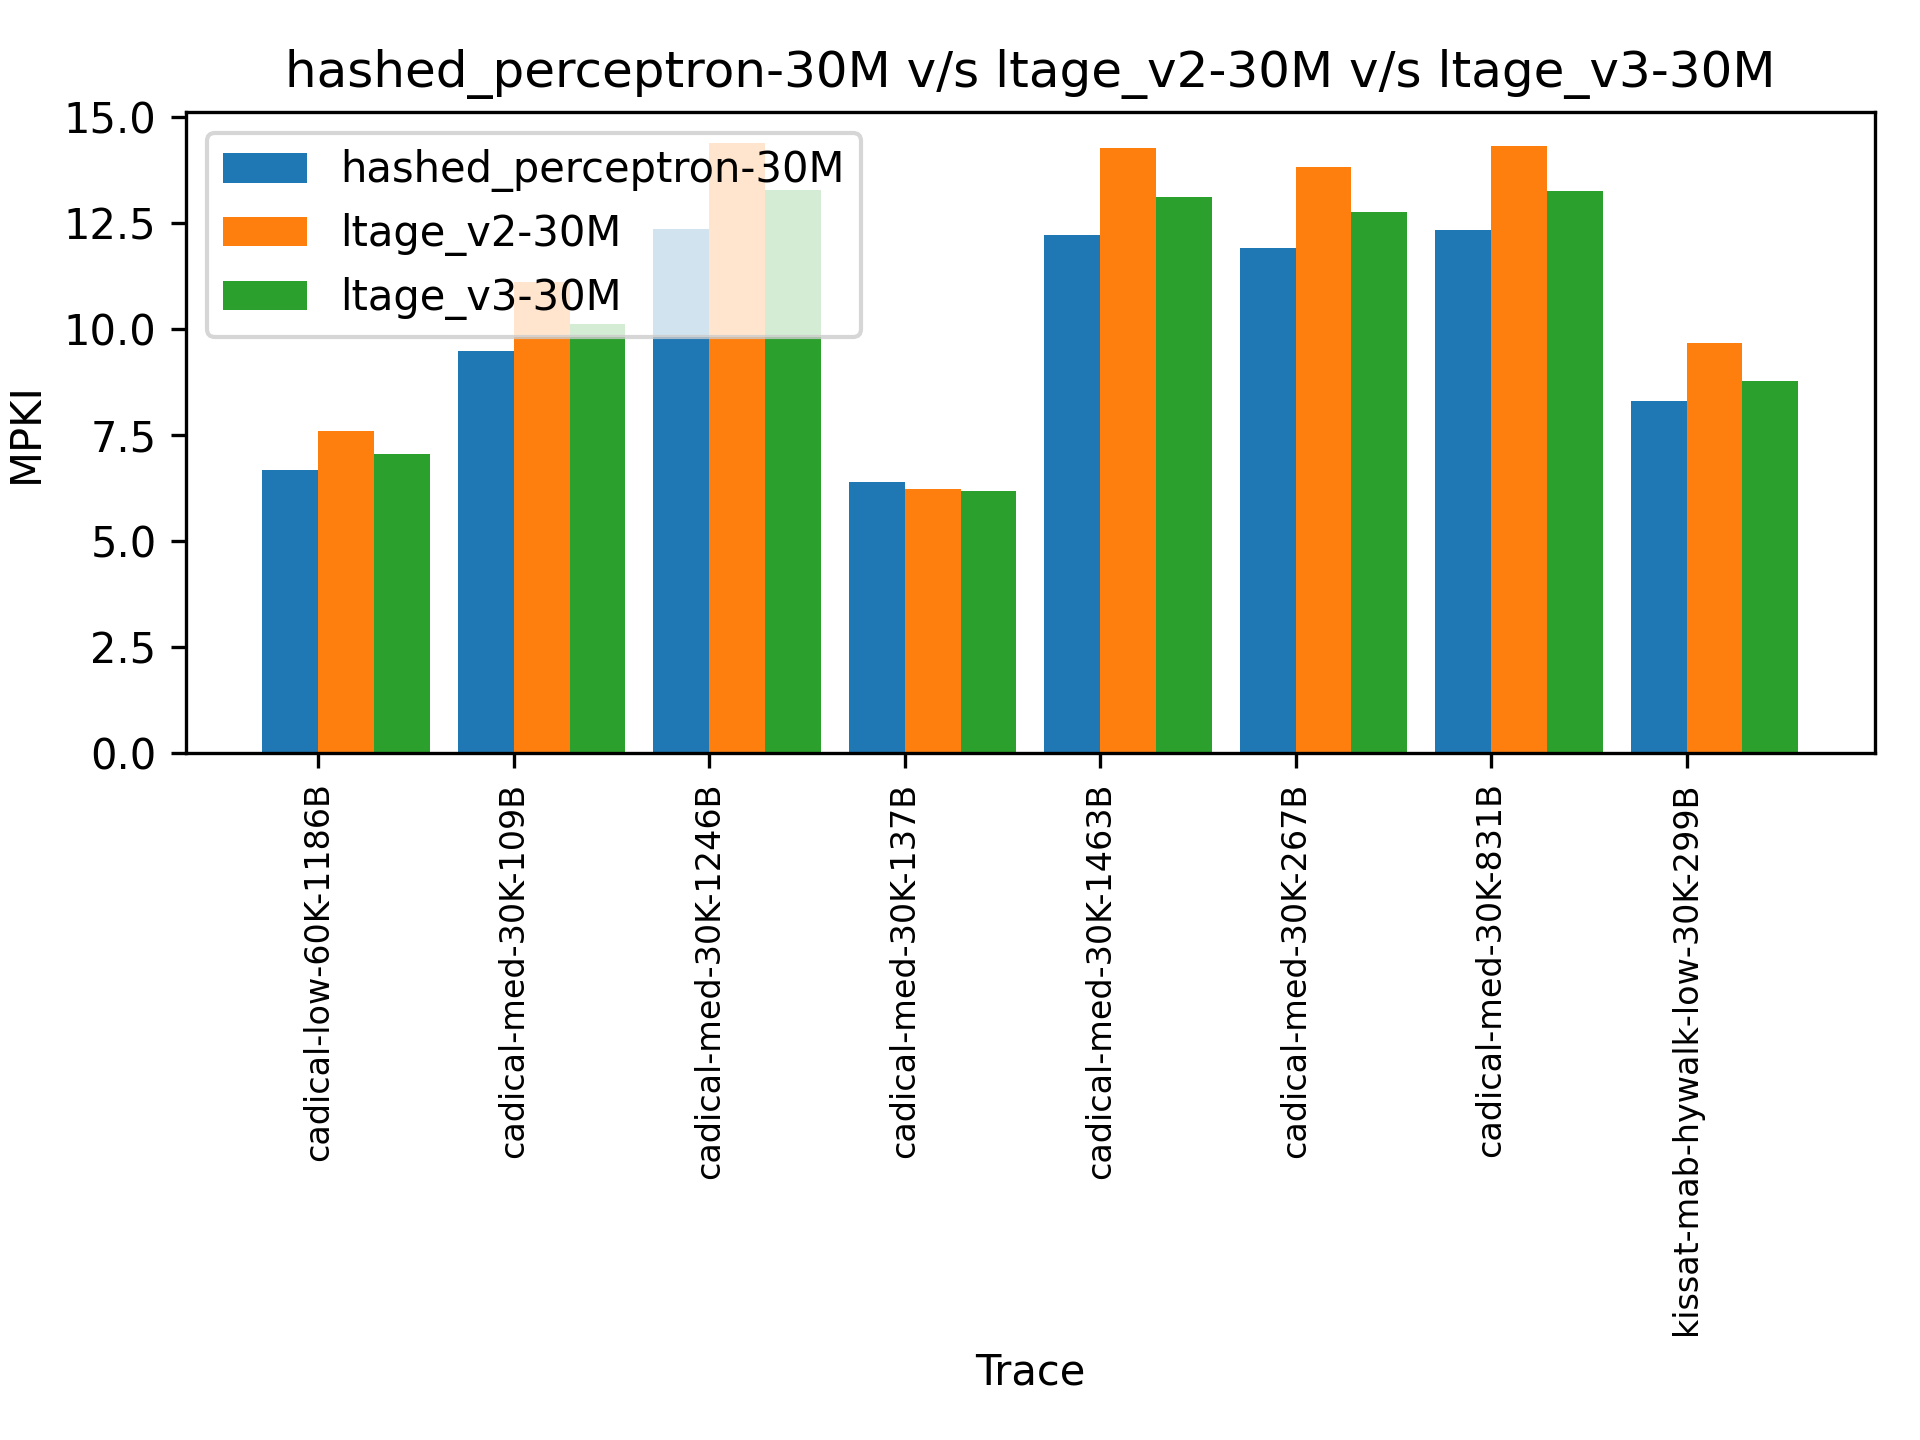 hashed_perceptron-30M v/s ltage_v2-30M v/s ltage_v3-30M
hashed_perceptron-30M
ltage_v2-30M
ltage_v3-30M
MPKI
15.0
12.5
10.0
7.5
5.0
2.5
0.0
cadical-low-60K-1186B
cadical-med-30K-109B
cadical-med-30K-1246B
cadical-med-30K-137B
cadical-med-30K-1463B
cadical-med-30K-267B
cadical-med-30K-831B
kissat-mab-hywalk-low-30K-299B
Trace